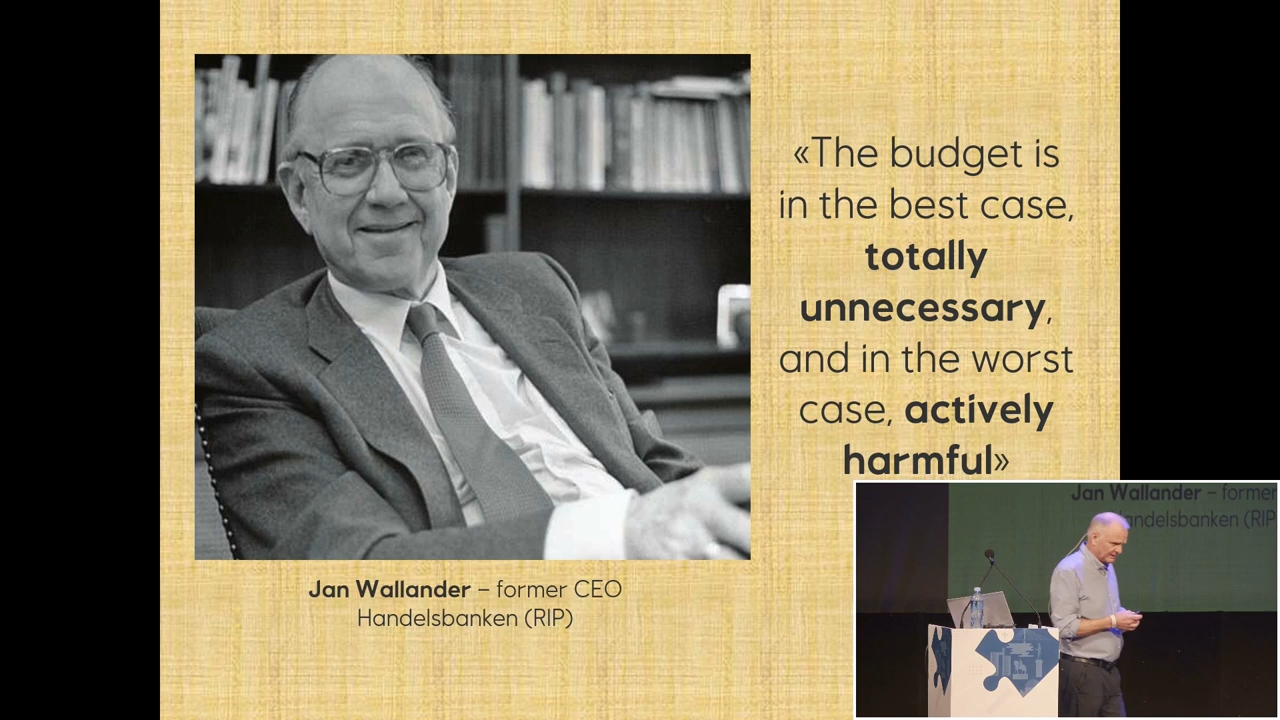 «The budget is
in the best case,
totally
unnecessary,
and in the worst
case, actively
harmful»
Jan Wallander – former CEO
Handelsbanken (RIP)
Jan Wallander – former
Handelsbanken (RIP